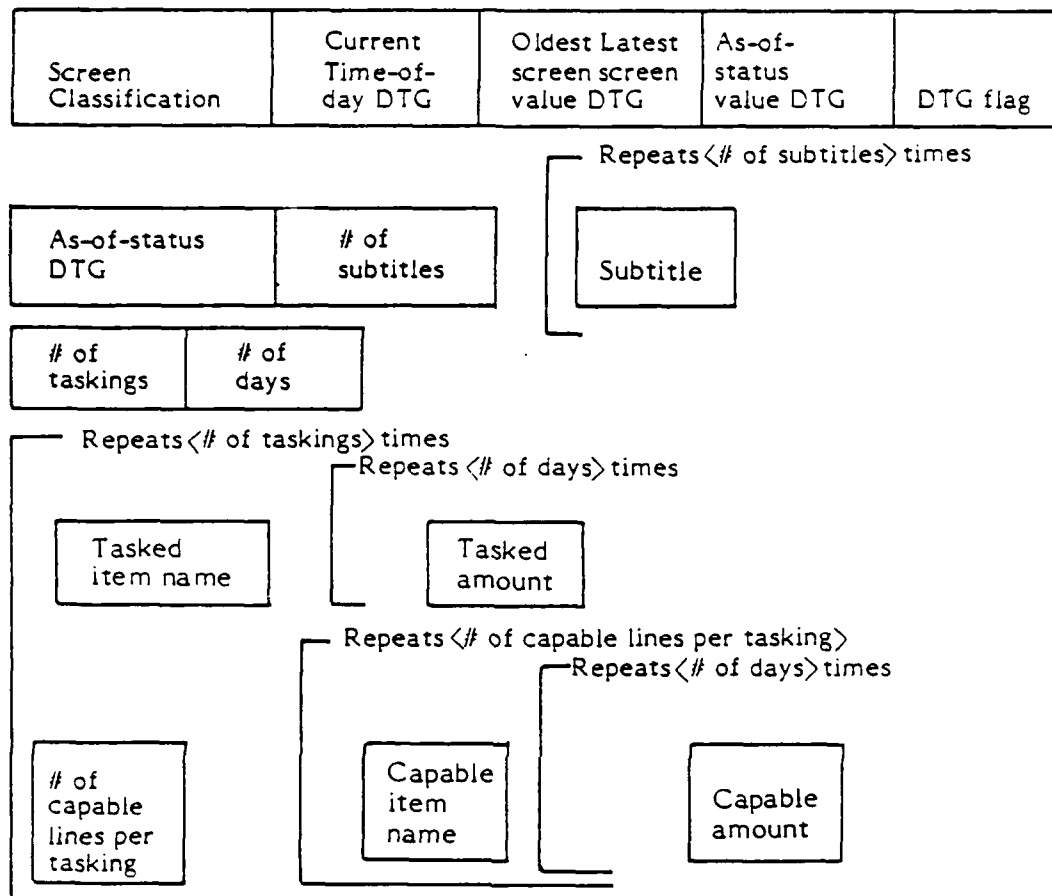 Screen
Classification
Current
Time-of-
day DTG
Oldest Latest
screen screen
value DTG
As-of-
status
value DTG
DTG flag
Repeats <# of subtitles> times
As-of-status
DTG
# of
subtitles
Subtitle
# of
taskings
# of
days
Repeats <# of taskings> times
Repeats <# of days> times
Tasked
item name
Tasked
amount
Repeats <# of capable lines per tasking>
Repeats <# of days> times
# of
capable
lines per
tasking
Capable
item
name
Capable
amount